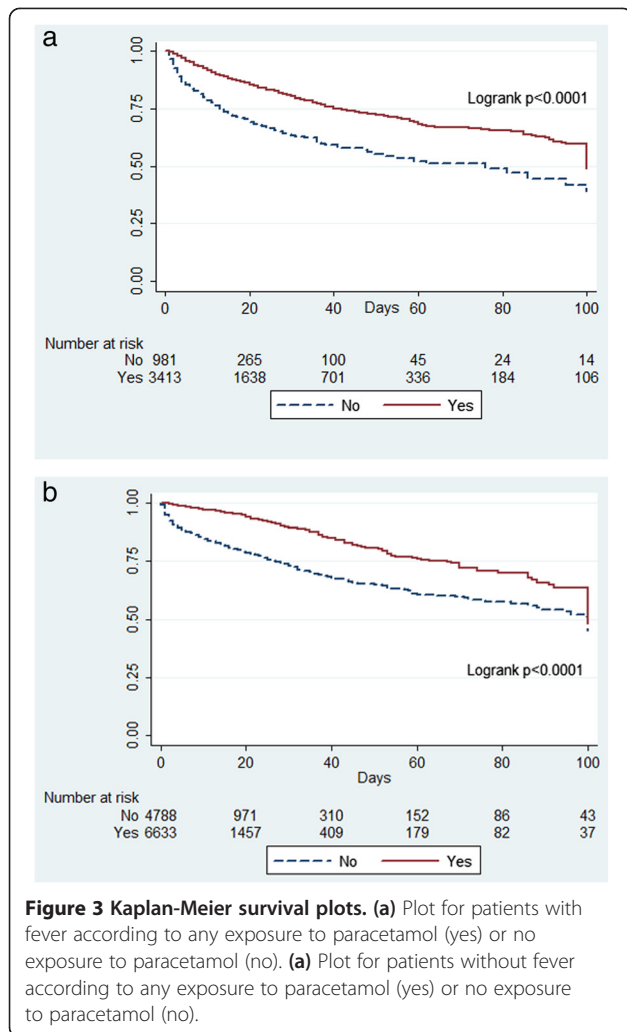 a
1.00
0.75
0.50
0.25
0.00
Logrank p<0.0001
0 20 40 Days 60 80 100
Number at risk
No 981 265 100 45 24 14
Yes 3413 1638 701 336 184 106
No Yes
b
1.00
0.75
0.50
0.25
0.00
Logrank p<0.0001
0 20 40 60 80 100
Days
Number at risk
No 4788 971 310 152 86 43
Yes 6633 1457 409 179 82 37
No Yes
Figure 3 Kaplan-Meier survival plots. (a) Plot for patients with
fever according to any exposure to paracetamol (yes) or no
exposure to paracetamol (no). (a) Plot for patients without fever
according to any exposure to paracetamol (yes) or no exposure
to paracetamol (no).